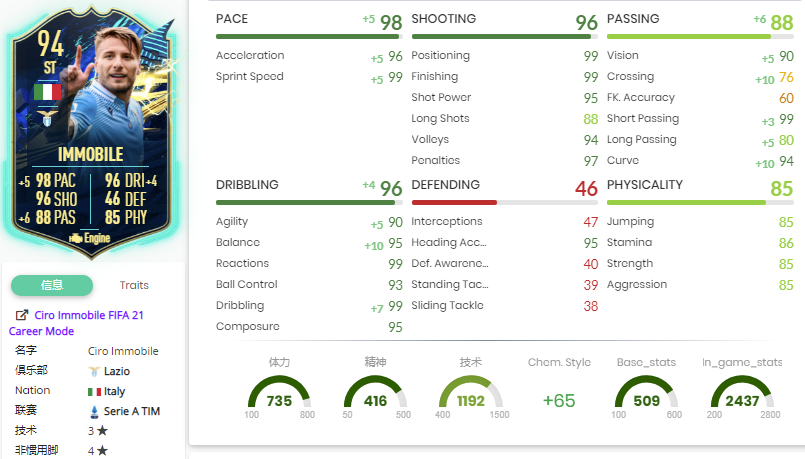 94
ST
IMMOBILE
+5 98 PAC 96 DRI +4
96 SHO 46 DEF
+6 88 PAS 85 PHY
Engine
信息 Traits
Ciro Immobile FIFA 21
Career Mode
名字 Ciro Immobile
俱乐部 Lazio
Nation Italy
联赛 Serie A TIM
技术 3 ★
非惯用脚 4 ★
PACE +5 98
Acceleration +5 96
Sprint Speed +5 99
SHOOTING 96
Positioning 99
Finishing 99
Shot Power 95
Long Shots 88
Volleys 94
Penalties 97
PASSING +6 88
Vision +5 90
Crossing +10 76
FK. Accuracy 60
Short Passing +3 99
Long Passing +5 80
Curve +10 94
DRIBBLING +4 96
Agility +5 90
Balance +10 95
Reactions 99
Ball Control 93
Dribbling +7 99
Composure 95
DEFENDING 46
Interceptions 47
Heading Acc... 95
Def. Awarene... 40
Standing Tac... 39
Sliding Tackle 38
PHYSICALITY 85
Jumping 85
Stamina 86
Strength 85
Aggression 85
体力 精神 技术 Chem. Style Base_stats In_game_stats
735 416 1192 +65 509 2437
100 800 50 500 400 1500 100 600 200 2800